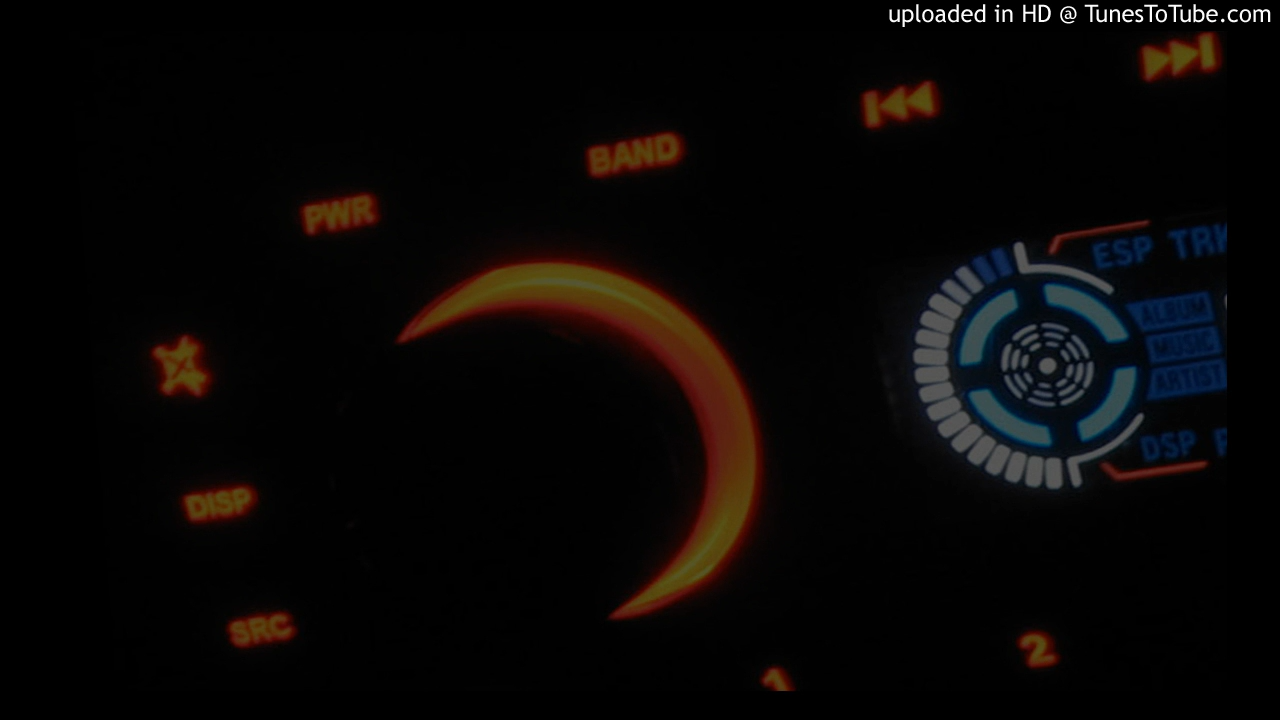 uploaded in HD @ TunesToTube.com
BAND
PWR
ESP TRK
ALBUM
MUSIC
ARTIST
DISP
DSP
SRC
2
1